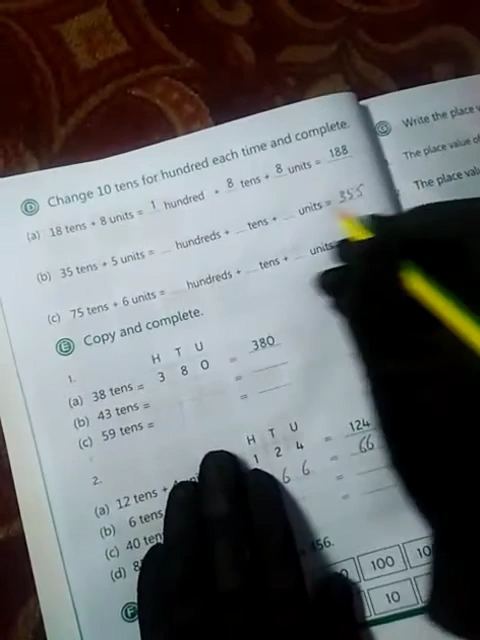 D Change 10 tens for hundred each time and complete.
(a) 18 tens + 8 units = 1 hundred + 8 tens + 8 units = 188
(b) 35 tens + 5 units = _ hundreds + _ tens + _ units = 355
(c) 75 tens + 6 units = _ hundreds + _ tens + _ units
E Copy and complete.
1.
H T U
(a) 38 tens = 3 8 0 = 380
(b) 43 tens = =
(c) 59 tens = =
2.
H T U
(a) 12 tens + 1 2 4 = 124
(b) 6 tens 6 6 = 66
(c) 40 ten =
(d) 8 =
F 456.
100 10
10
G Write the place
The place value of
The place